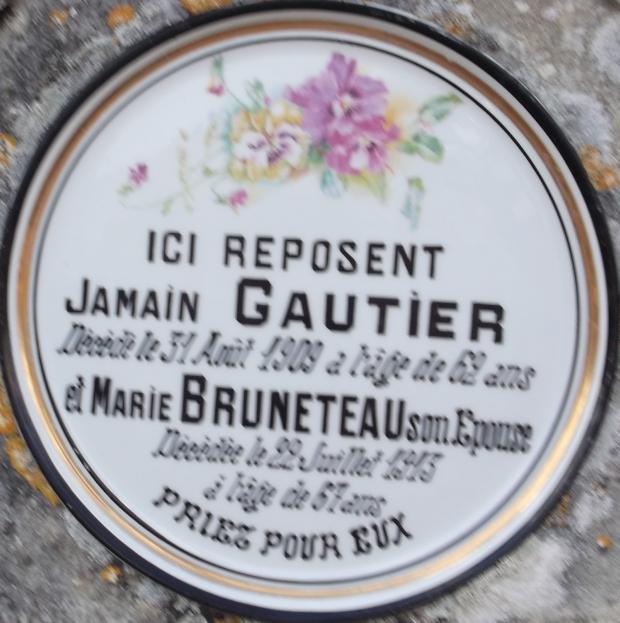 ICI REPOSENT
JAMAIN GAUTIER
Décédé le 31 Août 1909 a l'âge de 62 ans
et MARIE BRUNETEAU son Epouse
Décédée le 22 Juillet 1913
à l'âge de 67 ans
PRIEZ POUR EUX